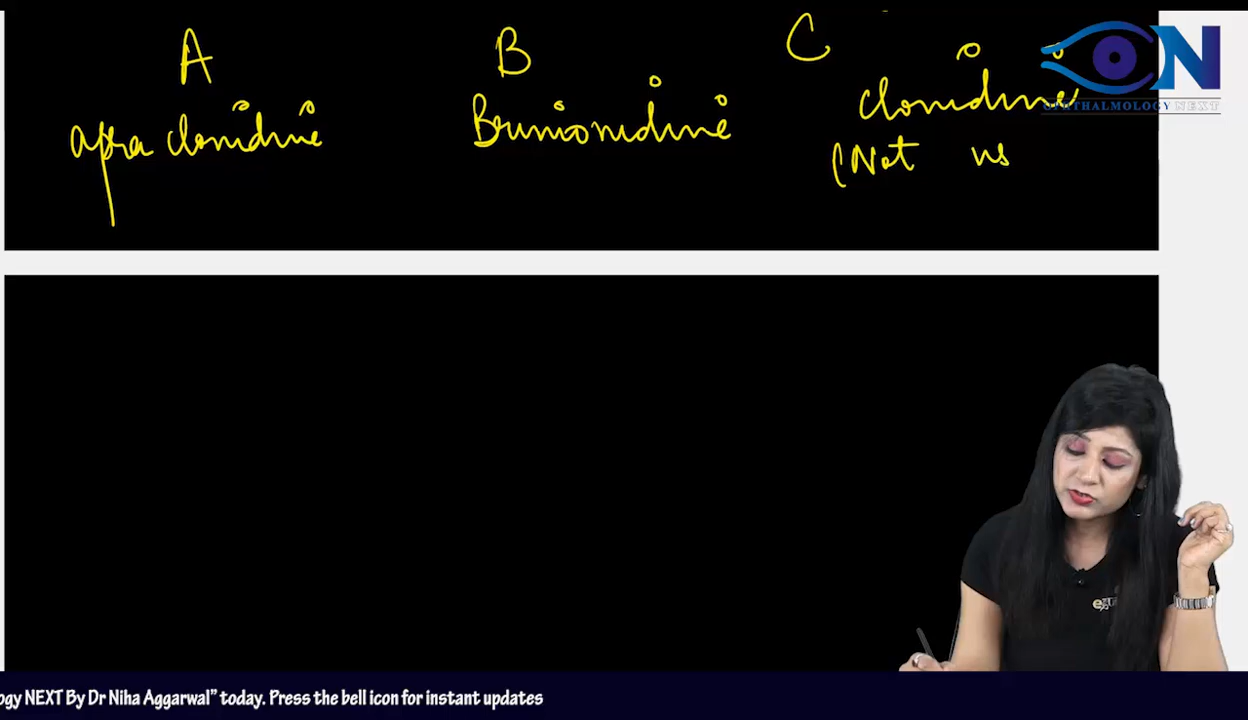 A B C
apraclonidine Brimonidine clonidine
(Not us
ON
OPHTHALMOLOGY NEXT
ogy NEXT By Dr Niha Aggarwal" today. Press the bell icon for instant updates